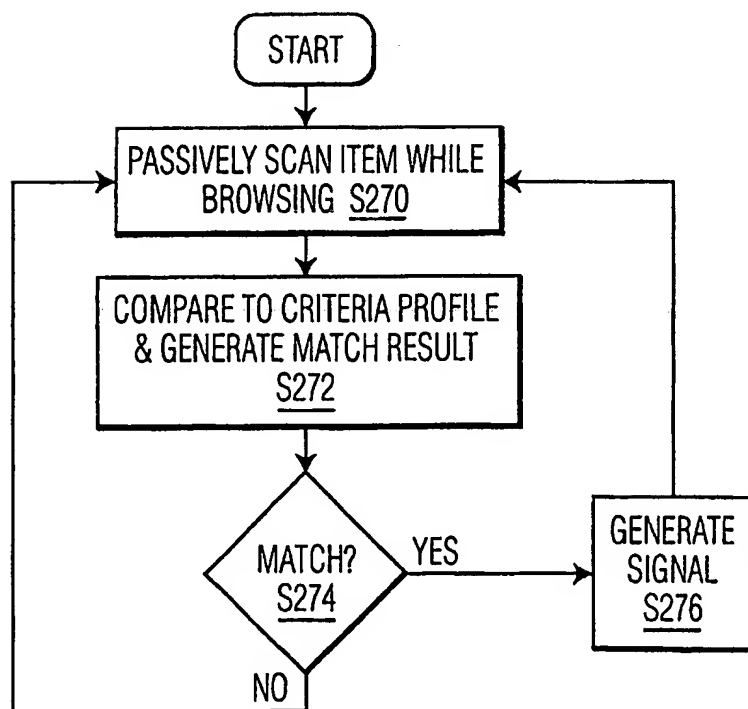 START
PASSIVELY SCAN ITEM WHILE
BROWSING S270
COMPARE TO CRITERIA PROFILE
& GENERATE MATCH RESULT
S272
MATCH?
S274
YES
GENERATE
SIGNAL
S276
NO